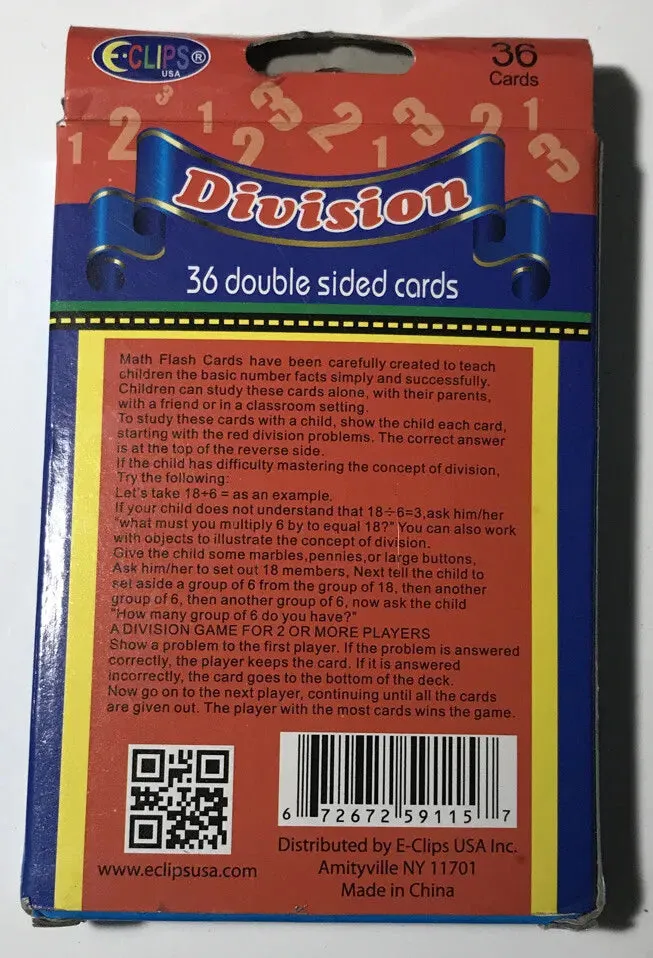 E·CLIPS®
USA
36
Cards
1 2 3 1 2 3 2 1 3 2 1 3
Division
36 double sided cards
Math Flash Cards have been carefully created to teach
children the basic number facts simply and successfully.
Children can study these cards alone, with their parents,
with a friend or in a classroom setting.
To study these cards with a child, show the child each card,
starting with the red division problems. The correct answer
is at the top of the reverse side.
If the child has difficulty mastering the concept of division,
Try the following:
Let's take 18+6 = as an example.
If your child does not understand that 18÷6=3,ask him/her
"what must you multiply 6 by to equal 18?" You can also work
with objects to illustrate the concept of division.
Give the child some marbles,pennies,or large buttons,
Ask him/her to set out 18 members, Next tell the child to
set aside a group of 6 from the group of 18, then another
group of 6, then another group of 6, now ask the child
"How many group of 6 do you have?"
A DIVISION GAME FOR 2 OR MORE PLAYERS
Show a problem to the first player. If the problem is answered
correctly, the player keeps the card. If it is answered
incorrectly, the card goes to the bottom of the deck.
Now go on to the next player, continuing until all the cards
are given out. The player with the most cards wins the game.
6 72672 59115 7
www.eclipsusa.com
Distributed by E-Clips USA Inc.
Amityville NY 11701
Made in China